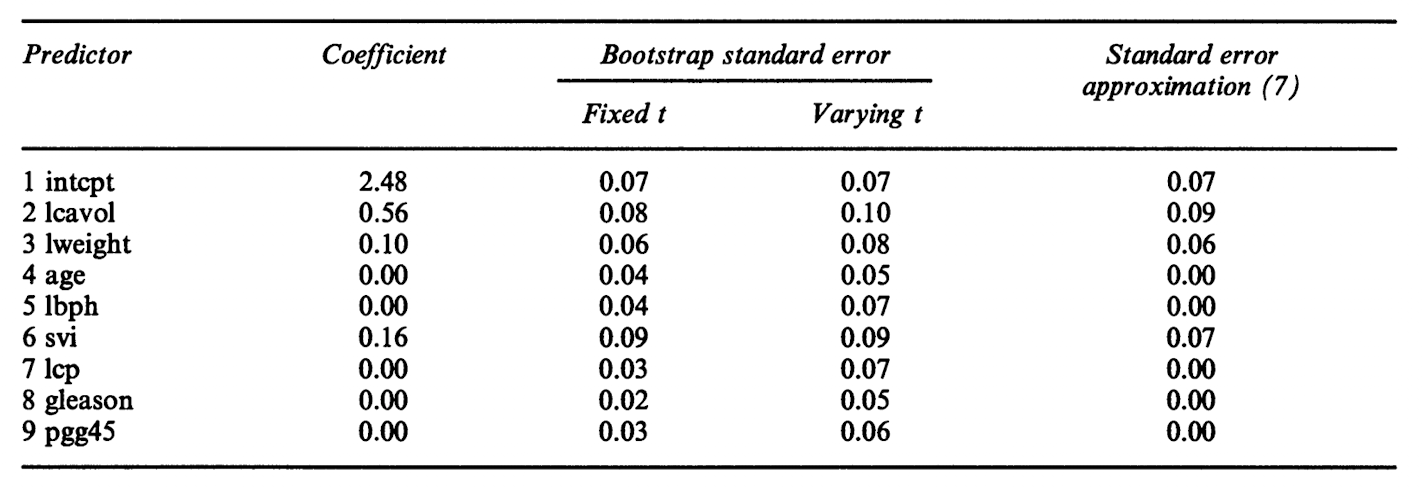 Predictor Coefficient Bootstrap standard error Standard error
approximation (7)
Fixed t Varying t
1 intcpt 2.48 0.07 0.07 0.07
2 lcavol 0.56 0.08 0.10 0.09
3 lweight 0.10 0.06 0.08 0.06
4 age 0.00 0.04 0.05 0.00
5 lbph 0.00 0.04 0.07 0.00
6 svi 0.16 0.09 0.09 0.07
7 lcp 0.00 0.03 0.07 0.00
8 gleason 0.00 0.02 0.05 0.00
9 pgg45 0.00 0.03 0.06 0.00